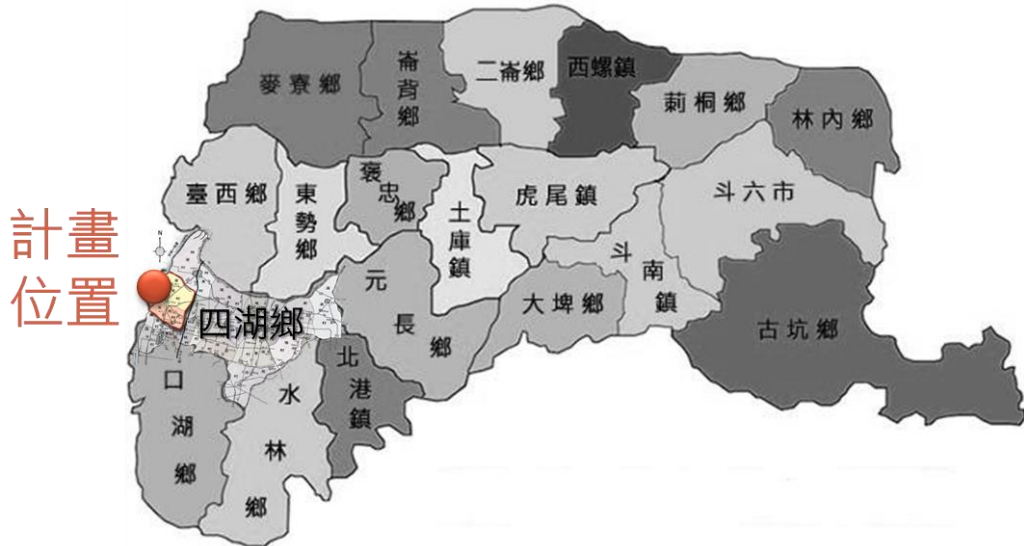 麥寮鄉
崙背鄉
二崙鄉
西螺鎮
莿桐鄉
林內鄉
臺西鄉
東勢鄉
褒忠鄉
土庫鎮
虎尾鎮
斗六市
斗南鎮
計畫
位置
N
四湖鄉
元長鄉
大埤鄉
古坑鄉
口湖鄉
水林鄉
北港鎮